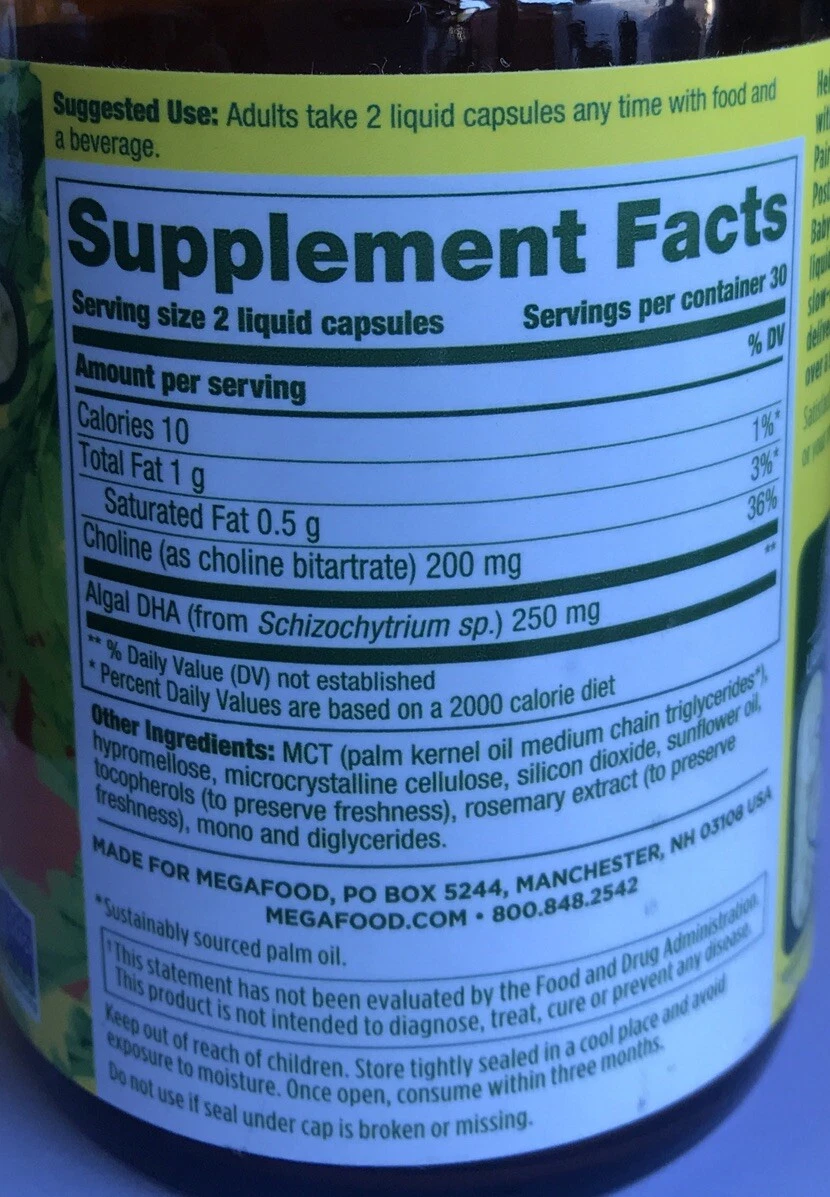 Suggested Use: Adults take 2 liquid capsules any time with food and
a beverage.
Supplement Facts
Serving size 2 liquid capsules Servings per container 30
% DV
Amount per serving
Calories 10
Total Fat 1 g 1%*
Saturated Fat 0.5 g 3%*
Choline (as choline bitartrate) 200 mg 36%
Algal DHA (from Schizochytrium sp.) 250 mg **
** % Daily Value (DV) not established
* Percent Daily Values are based on a 2000 calorie diet
Other Ingredients: MCT (palm kernel oil medium chain triglycerides*),
hypromellose, microcrystalline cellulose, silicon dioxide, sunflower oil,
tocopherols (to preserve freshness), rosemary extract (to preserve
freshness), mono and diglycerides.
MADE FOR MEGAFOOD, PO BOX 5244, MANCHESTER, NH 03108 USA
MEGAFOOD.COM • 800.848.2542
*Sustainably sourced palm oil.
†This statement has not been evaluated by the Food and Drug Administration.
This product is not intended to diagnose, treat, cure or prevent any disease.
Keep out of reach of children. Store tightly sealed in a cool place and avoid
exposure to moisture. Once open, consume within three months.
Do not use if seal under cap is broken or missing.